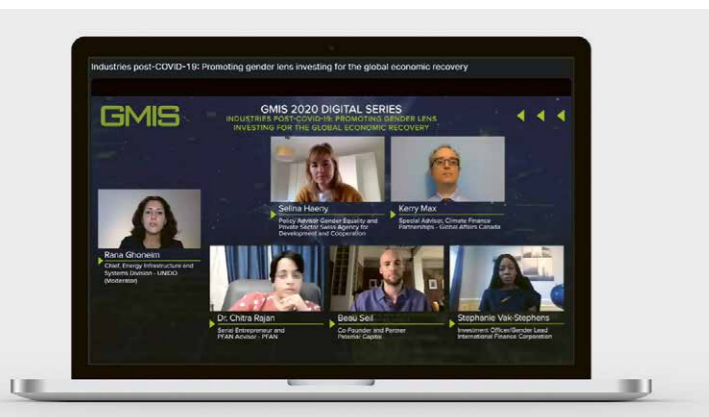 Industries post-COVID-19: Promoting gender lens investing for the global economic recovery
GMIS
GMIS 2020 DIGITAL SERIES
INDUSTRIES POST-COVID-19: PROMOTING GENDER LENS
INVESTING FOR THE GLOBAL ECONOMIC RECOVERY
Selina Haeny
Policy Advisor Gender Equality and
Private Sector Swiss Agency for
Development and Cooperation
Kerry Max
Special Advisor, Climate Finance
Partnerships - Global Affairs Canada
Rana Ghoneim
Chief, Energy Infrastructure and
Systems Division - UNIDO
(Moderator)
Dr. Chitra Rajan
Serial Entrepreneur and
PFAN Advisor - PFAN
Beau Seil
Co-Founder and Partner
Patamar Capital
Stephanie Vak-Stephens
Investment Officer/Gender Lead
International Finance Corporation